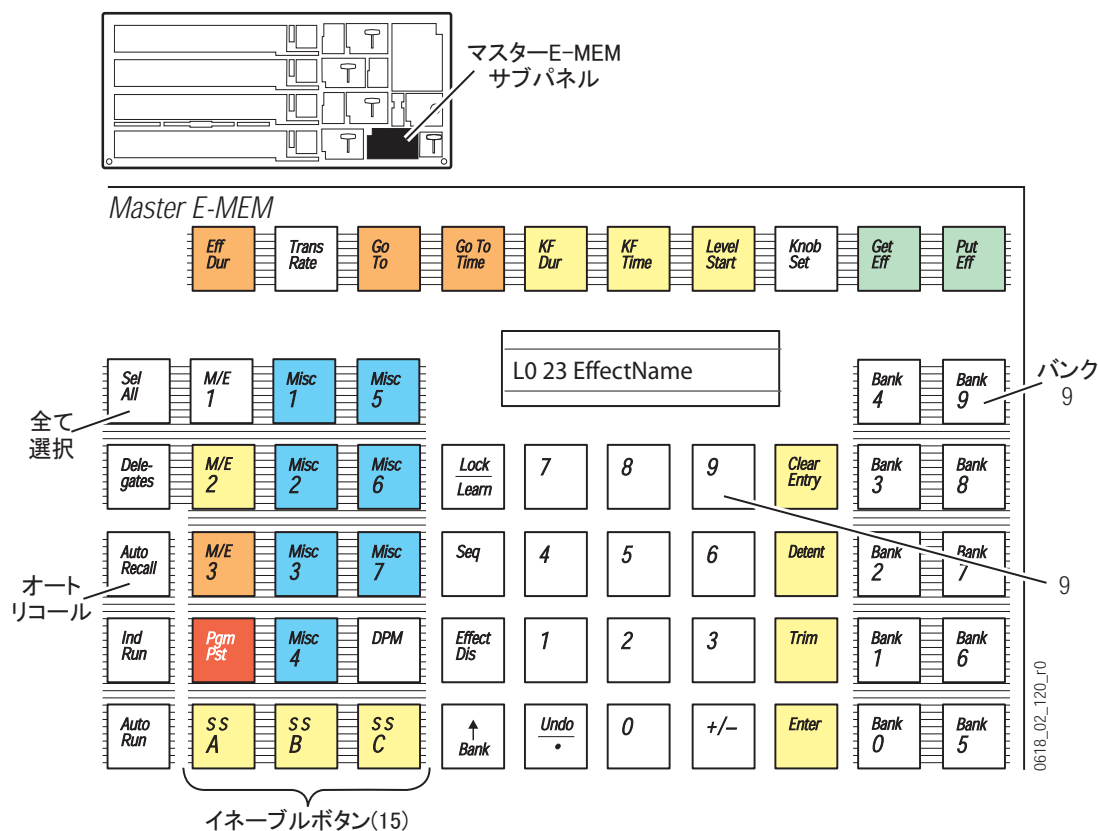 マスターE-MEM
サブパネル
Master E-MEM
Eff
Dur
Trans
Rate
Go
To
Go To
Time
KF
Dur
KF
Time
Level
Start
Knob
Set
Get
Eff
Put
Eff
L0 23 EffectName
Sel
All
M/E
1
Misc
1
Misc
5
Bank
4
Bank
9
バンク
9
全て
選択
Dele-
gates
M/E
2
Misc
2
Misc
6
Lock
Learn
7
8
9
Clear
Entry
Bank
3
Bank
8
Auto
Recall
M/E
3
Misc
3
Misc
7
Seq
4
5
6
Detent
Bank
2
Bank
7
9
オート
リコール
Ind
Run
Pgm
Pst
Misc
4
DPM
Effect
Dis
1
2
3
Trim
Bank
1
Bank
6
Auto
Run
S S
A
S S
B
S S
C
↑
Bank
Undo
•
0
+/–
Enter
Bank
0
Bank
5
0618_02_120_r0
イネーブルボタン(15)